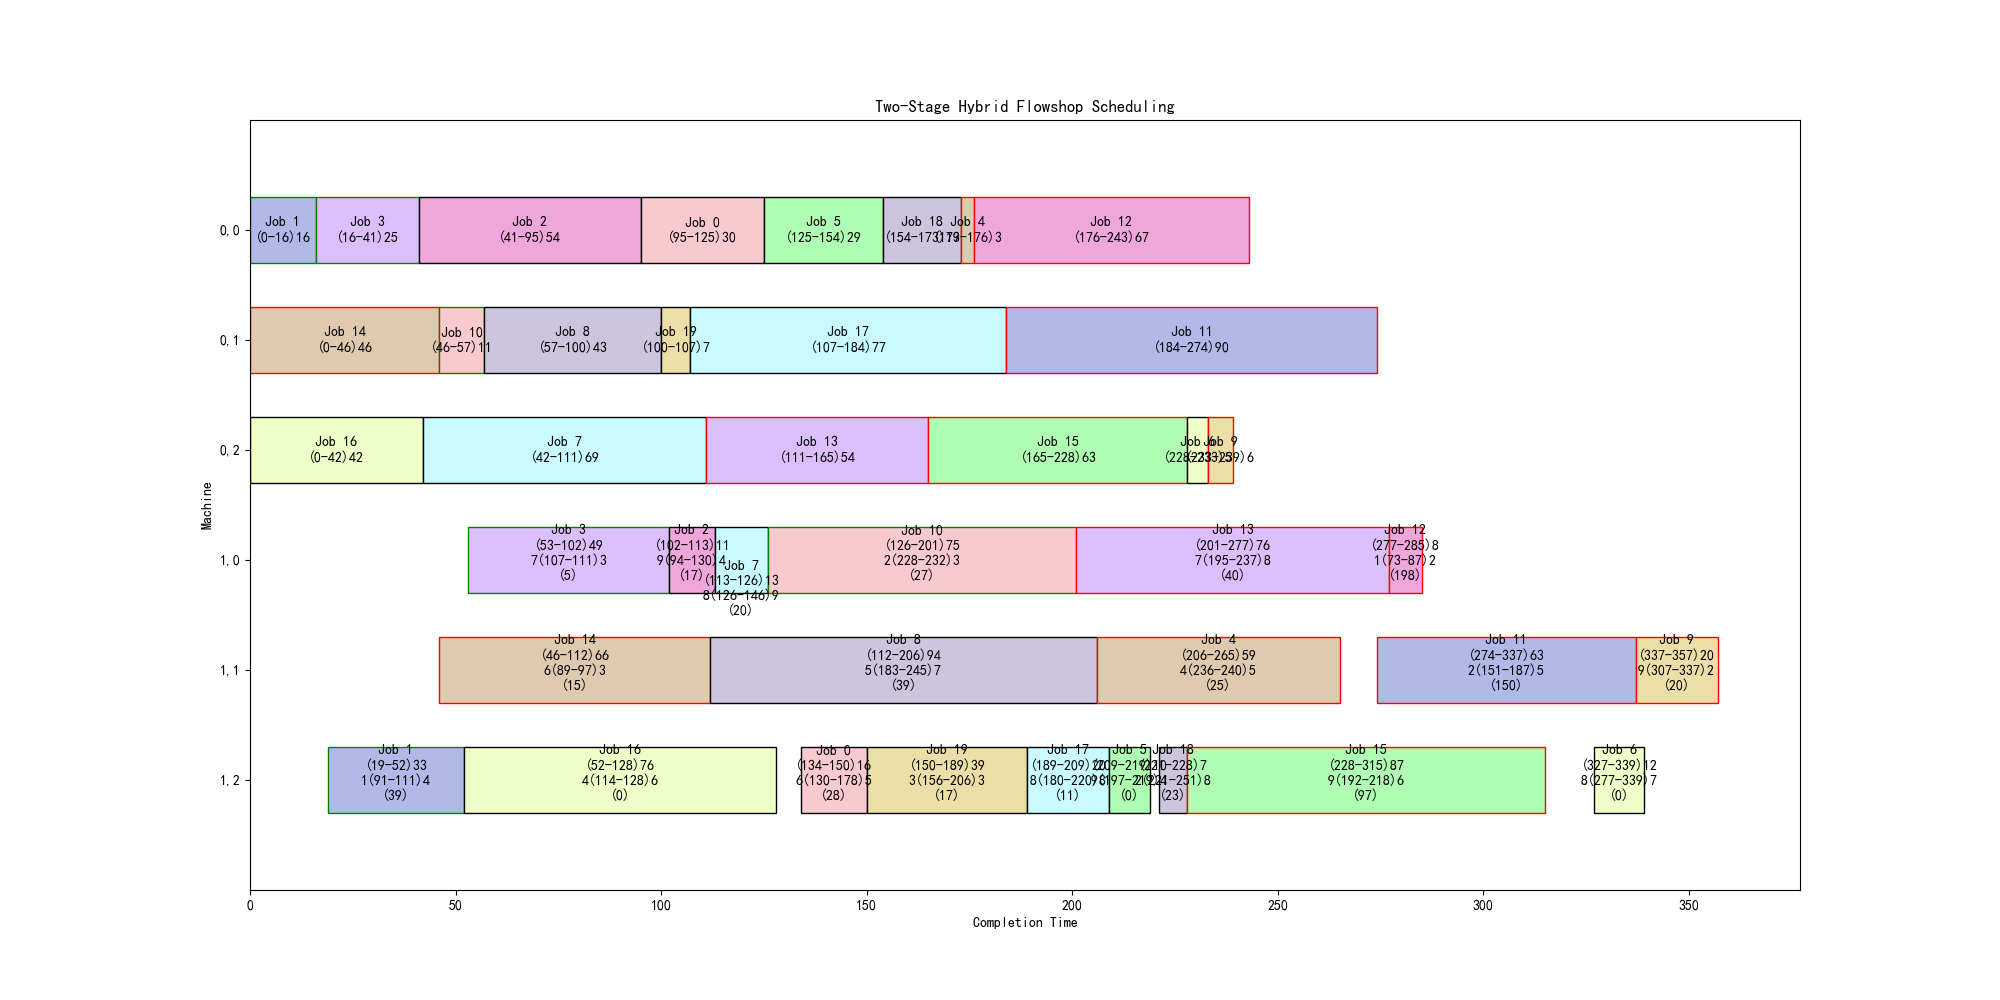 Two-Stage Hybrid Flowshop Scheduling
0,0
Job 1
(0-16)16
Job 3
(16-41)25
Job 2
(41-95)54
Job 0
(95-125)30
Job 5
(125-154)29
Job 18
(154-173)19
Job 4
(173-176)3
Job 12
(176-243)67
0,1
Job 14
(0-46)46
Job 10
(46-57)11
Job 8
(57-100)43
Job 19
(100-107)7
Job 17
(107-184)77
Job 11
(184-274)90
0,2
Job 16
(0-42)42
Job 7
(42-111)69
Job 13
(111-165)54
Job 15
(165-228)63
Job 6
(228-233)5
Job 9
(233-239)6
1,0
Job 3
(53-102)49
7(107-111)3
(5)
Job 2
(102-113)11
9(94-130)4
(17)
Job 7
(113-126)13
8(126-146)9
(20)
Job 10
(126-201)75
2(228-232)3
(27)
Job 13
(201-277)76
7(195-237)8
(40)
Job 12
(277-285)8
1(73-87)2
(198)
1,1
Job 14
(46-112)66
6(89-97)3
(15)
Job 8
(112-206)94
5(183-245)7
(39)
Job 4
(206-265)59
4(236-240)5
(25)
Job 11
(274-337)63
2(151-187)5
(150)
Job 9
(337-357)20
9(307-337)2
(20)
1,2
Job 1
(19-52)33
1(91-111)4
(39)
Job 16
(52-128)76
4(114-128)6
(0)
Job 0
(134-150)16
6(130-178)5
(28)
Job 19
(150-189)39
3(156-206)3
(17)
Job 17
(189-209)20
(11)
Job 5
(209-219)10
(0)
Job 18
(221-228)7
(23)
Job 15
(228-315)87
9(192-218)6
(97)
Job 6
(327-339)12
8(277-339)7
(0)
Machine
0
50
100
150
200
250
300
350
Completion Time